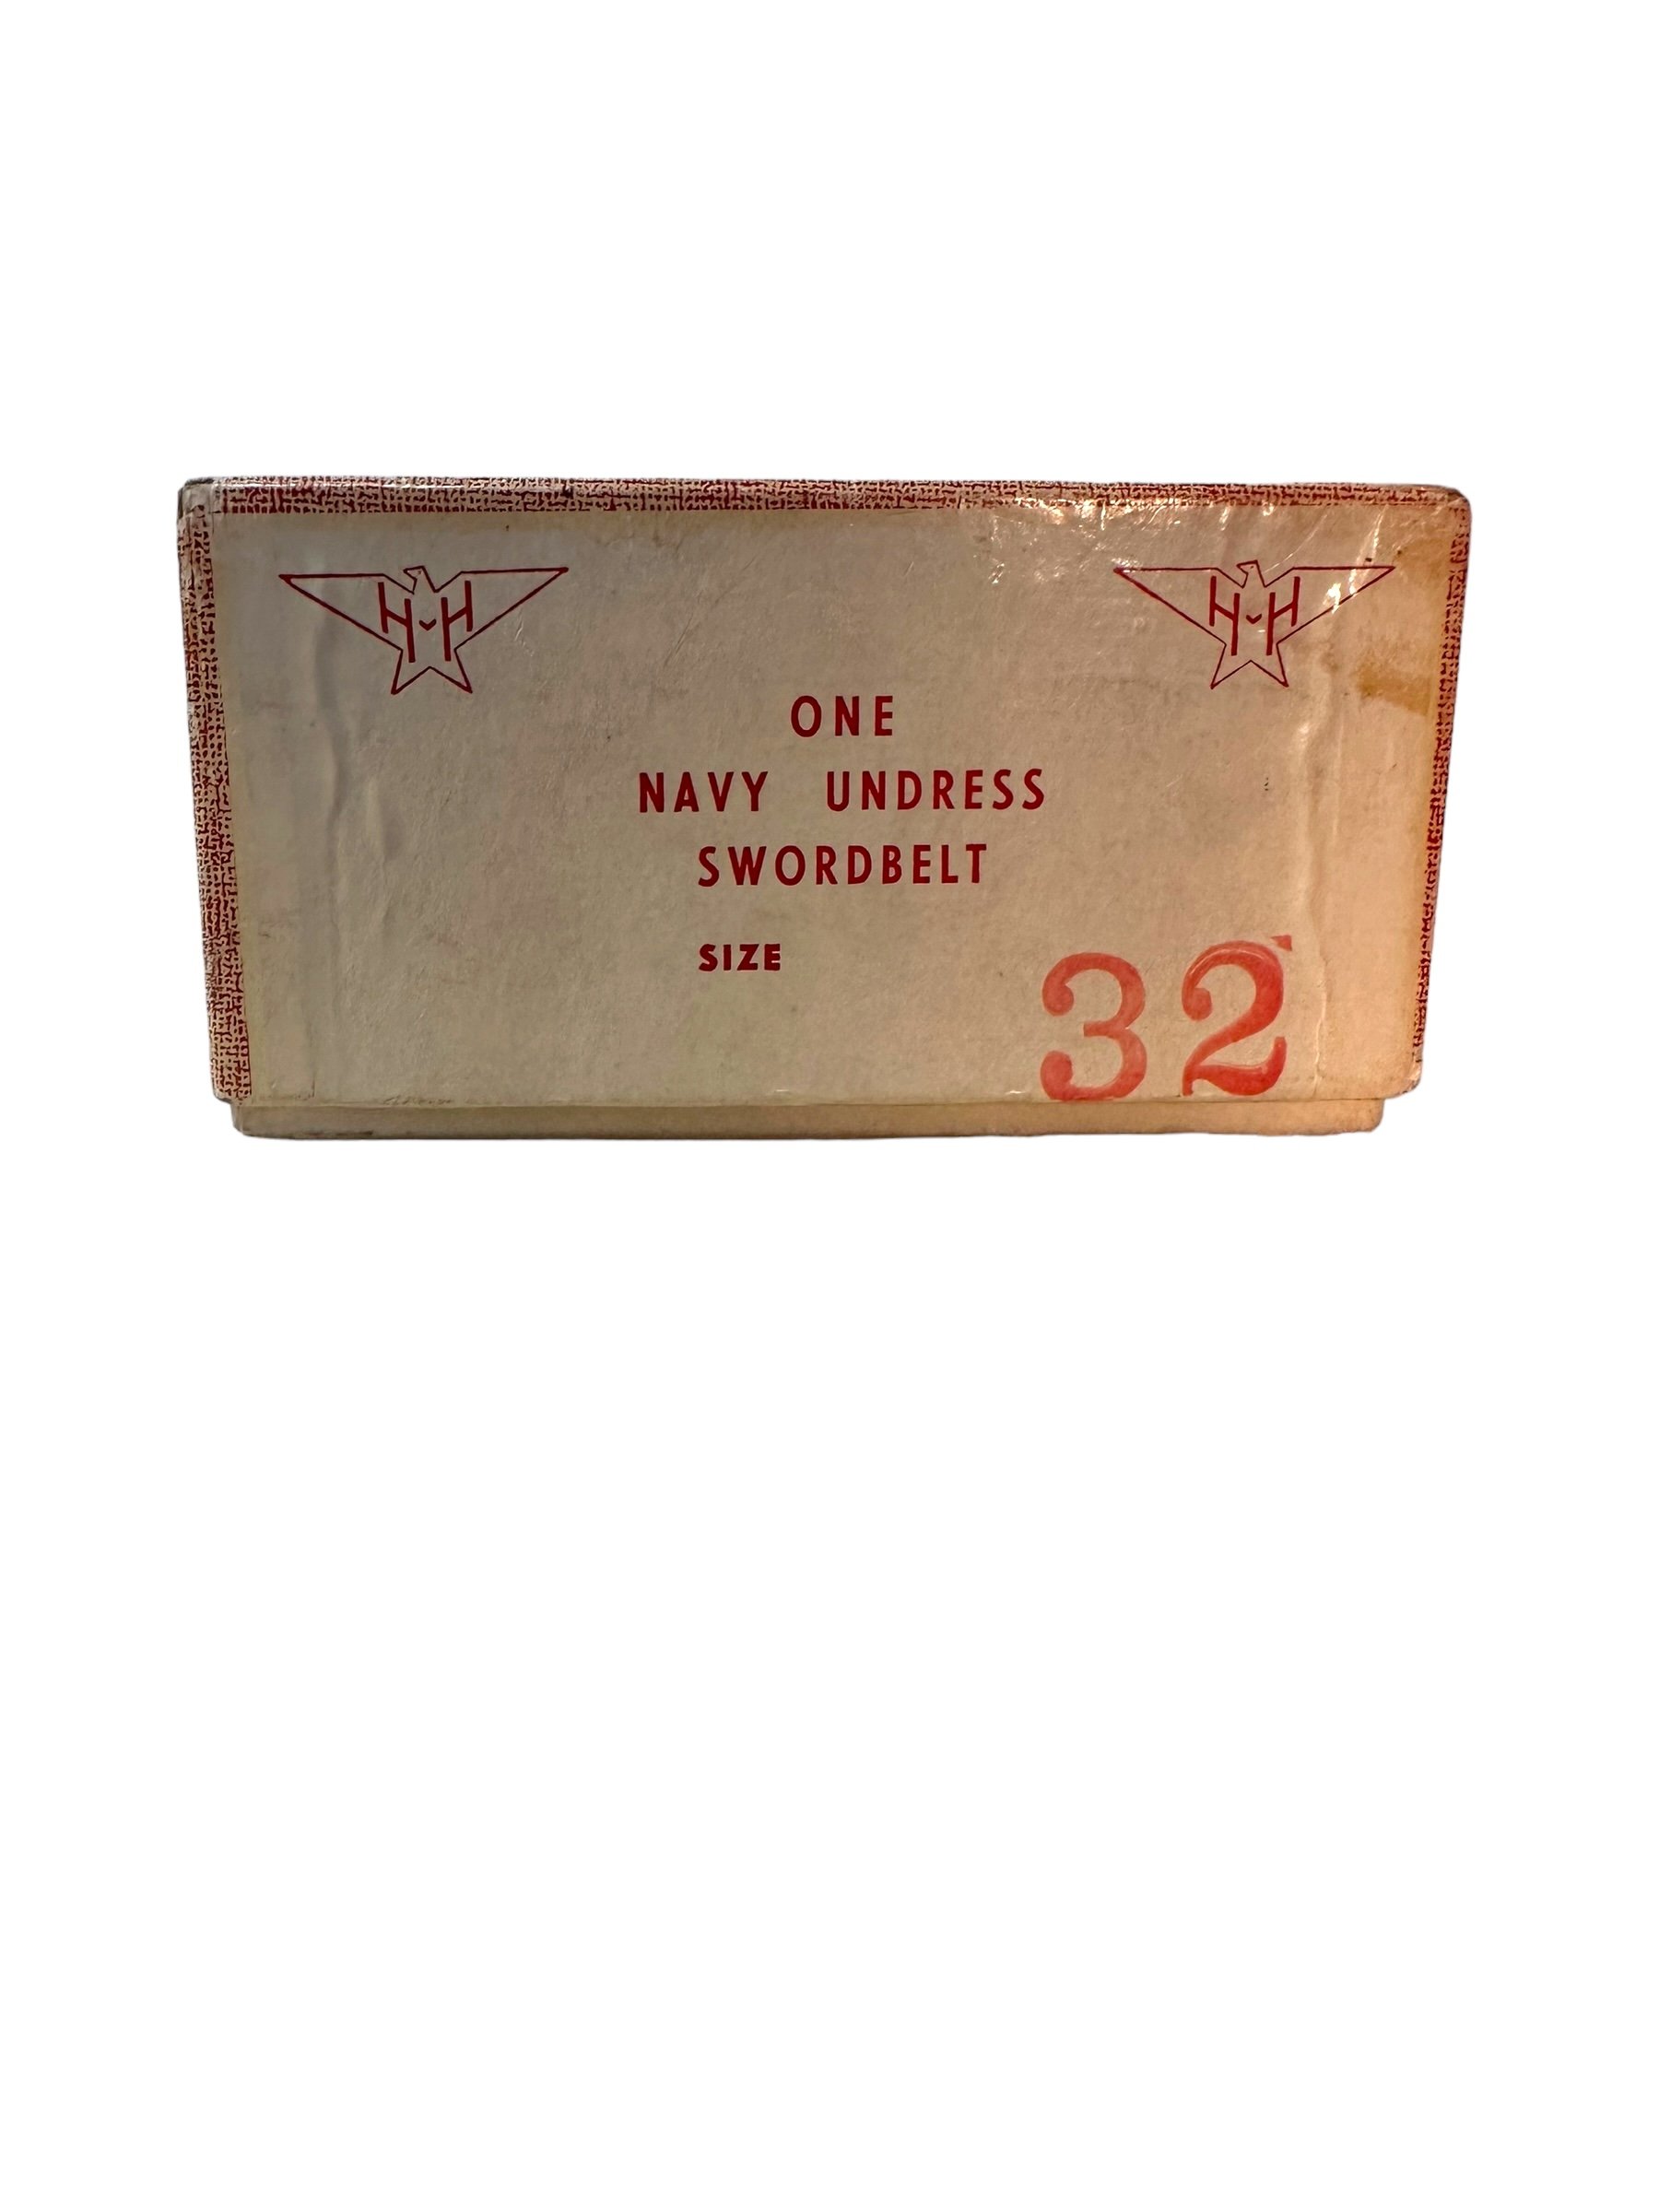 H-H H-H
ONE
NAVY UNDRESS
SWORDBELT
SIZE
32